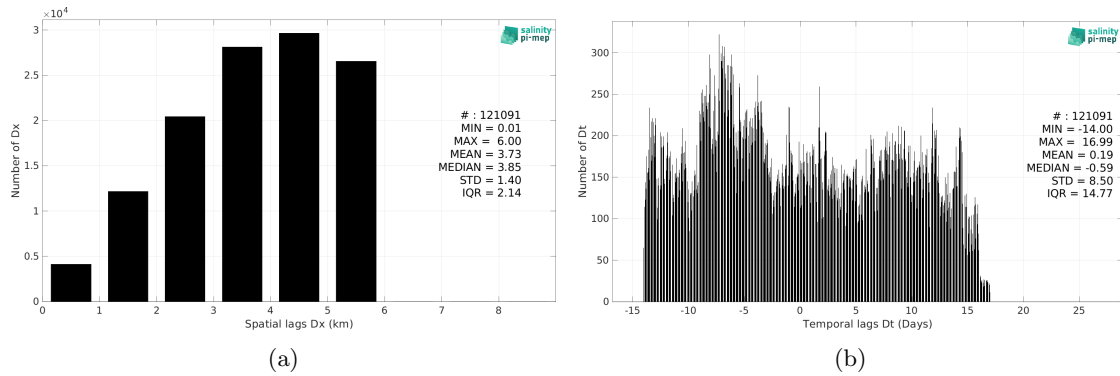 ×10⁴
3
2.5
2
1.5
1
0.5
0
Number of Dx
0 1 2 3 4 5 6 7 8
Spatial lags Dx (km)
salinity
pi-mep
# : 121091
MIN = 0.01
MAX = 6.00
MEAN = 3.73
MEDIAN = 3.85
STD = 1.40
IQR = 2.14
(a)
300
250
200
150
100
50
0
Number of Dt
-15 -10 -5 0 5 10 15 20 25
Temporal lags Dt (Days)
salinity
pi-mep
# : 121091
MIN = -14.00
MAX = 16.99
MEAN = 0.19
MEDIAN = -0.59
STD = 8.50
IQR = 14.77
(b)